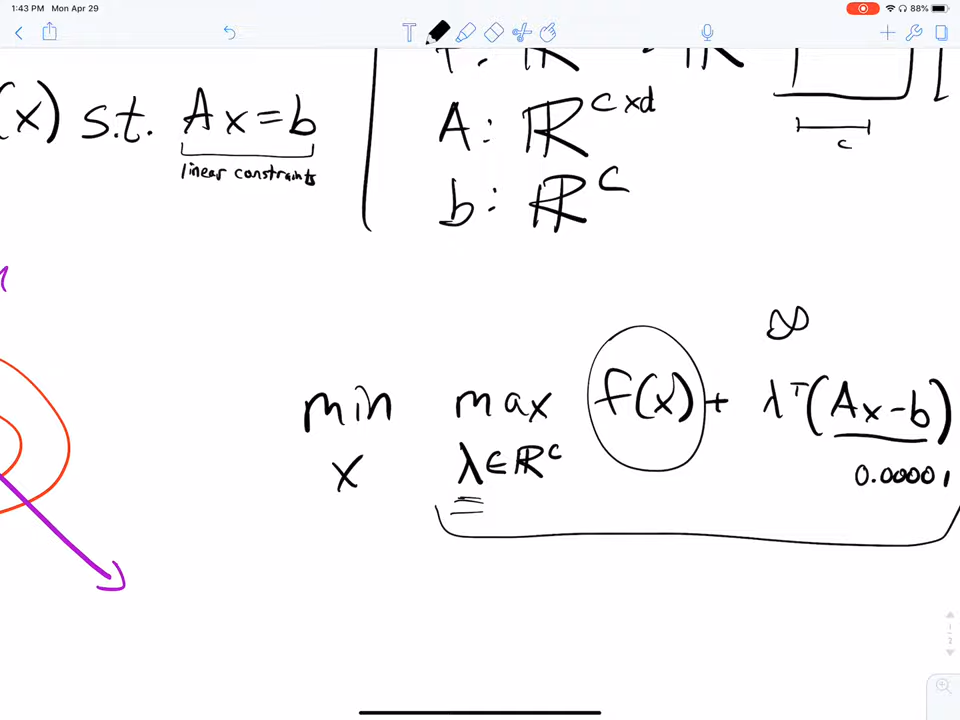 1:43 PM Mon Apr 29
88%
(x) s.t. Ax=b
linear constraints
A: ℝ^{c×d}
c
b: ℝ^c
∞
min max f(x) + λ^T(Ax-b)
x λ∈ℝ^c
0.00001